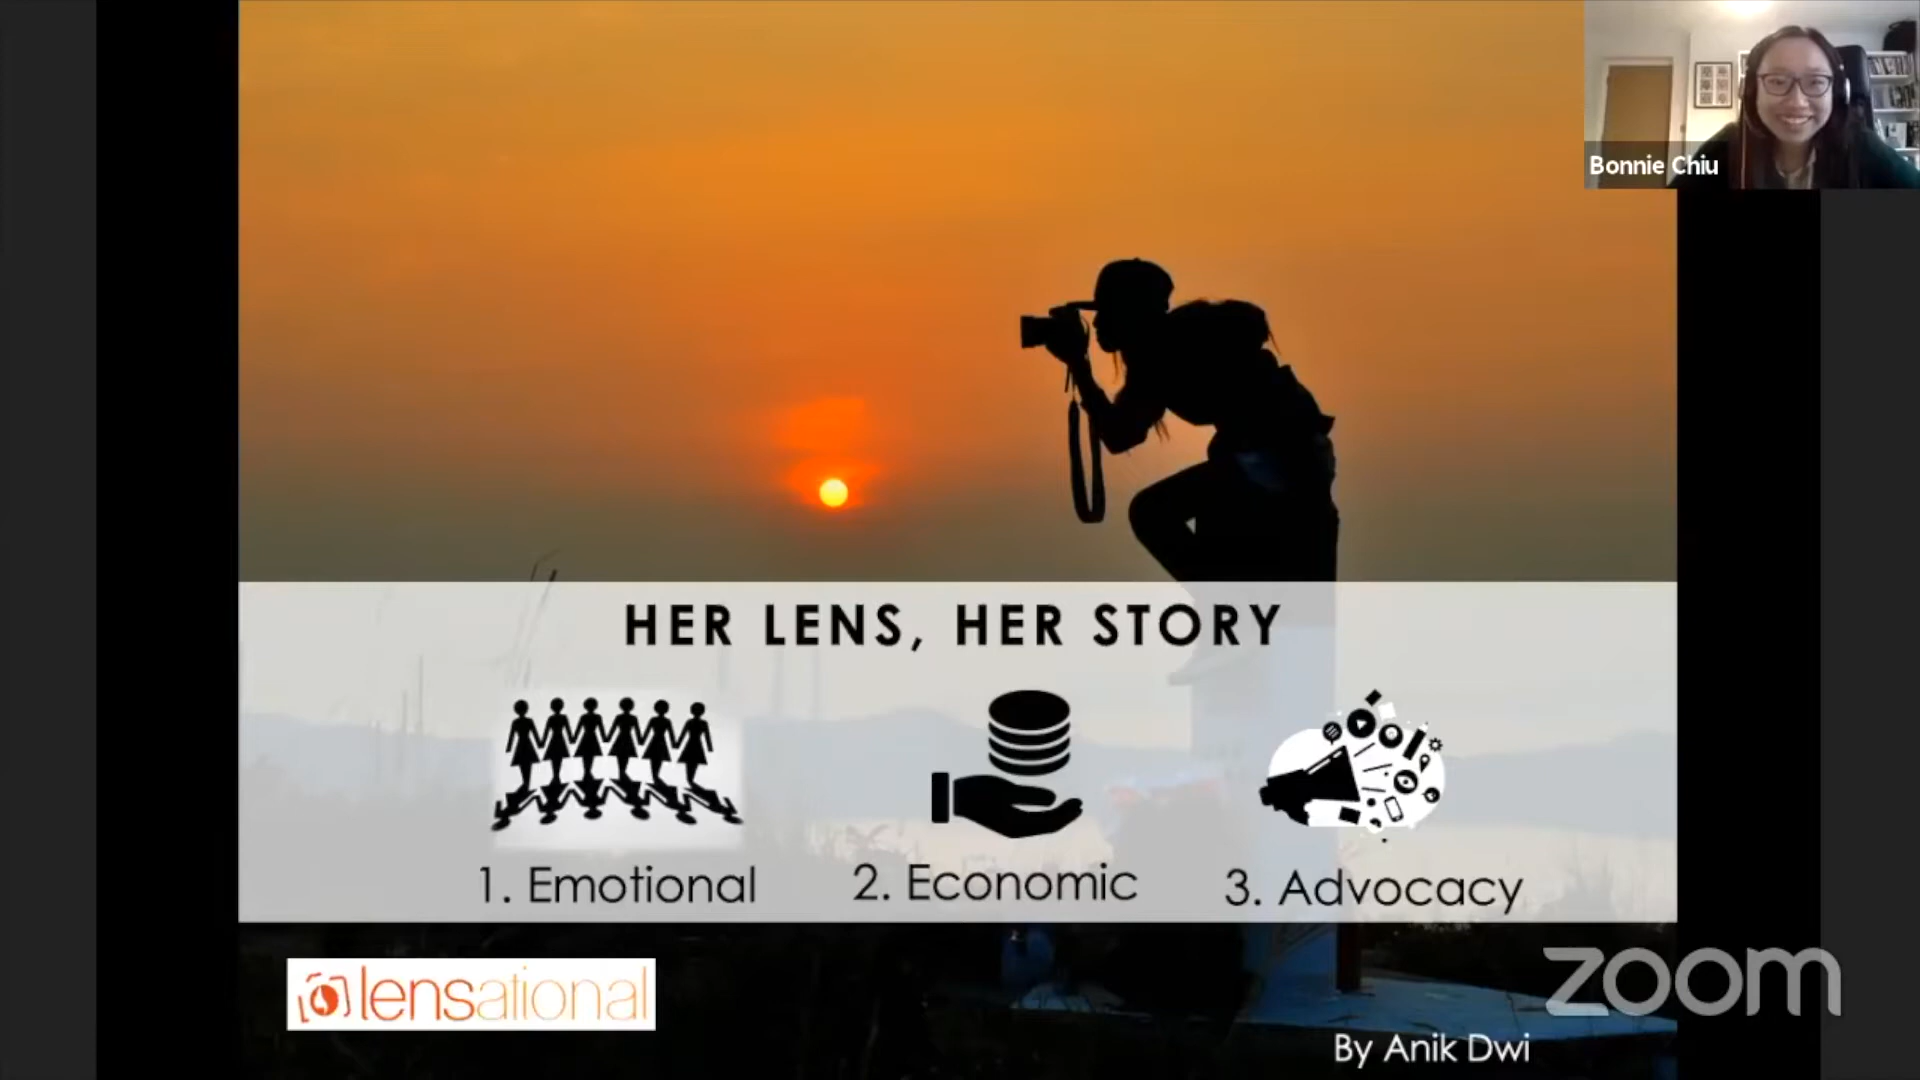 Bonnie Chiu
HER LENS, HER STORY
1. Emotional
2. Economic
3. Advocacy
lensational
zoom
By Anik Dwi